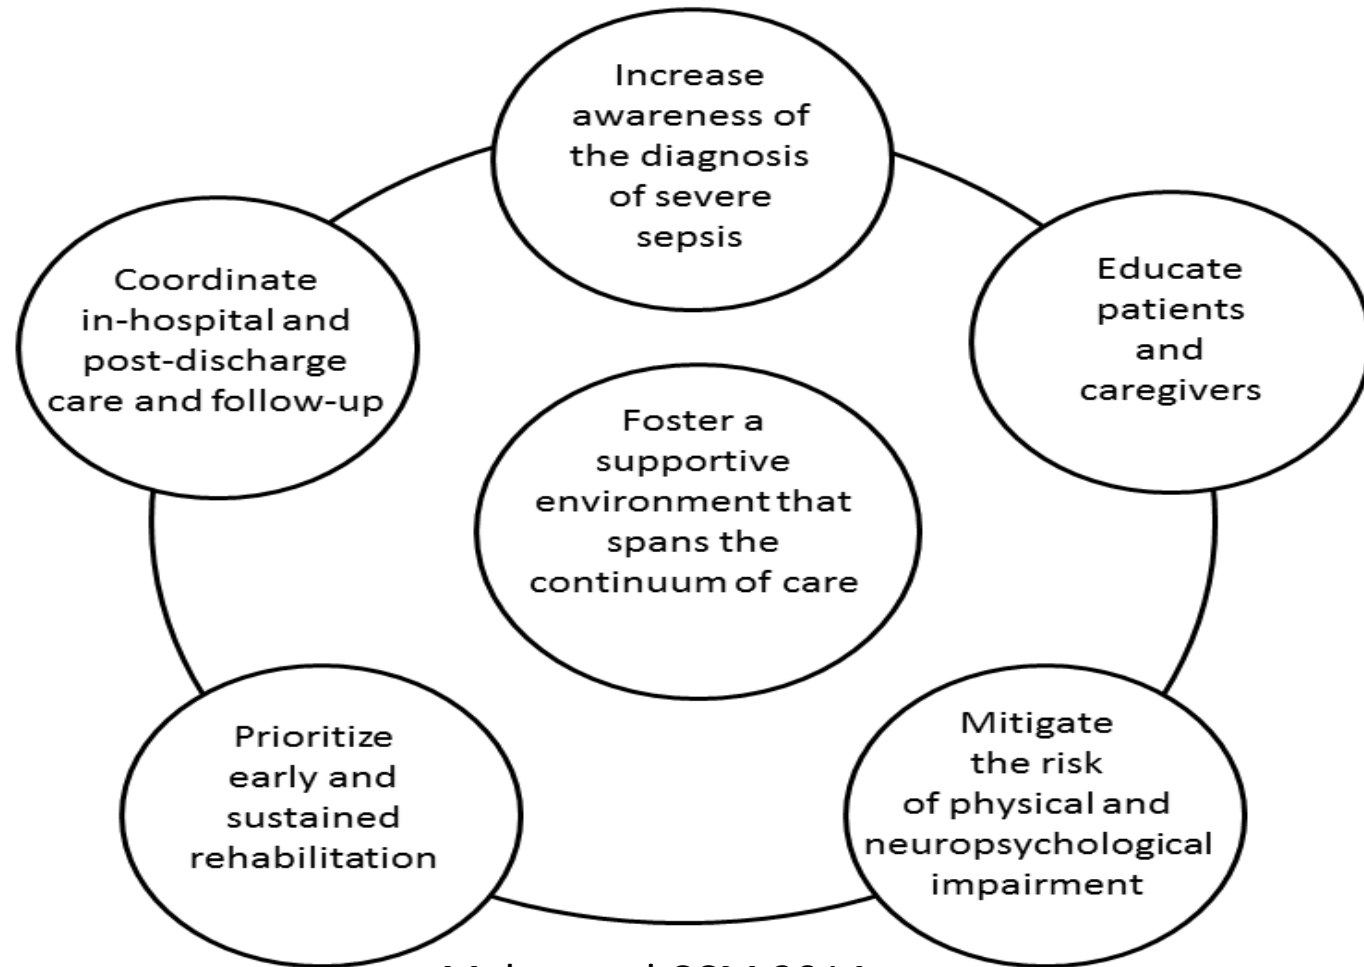 Increase
awareness of
the diagnosis
of severe
sepsis
Educate
patients
and
caregivers
Mitigate
the risk
of physical and
neuropsychological
impairment
Prioritize
early and
sustained
rehabilitation
Coordinate
in-hospital and
post-discharge
care and follow-up
Foster a
supportive
environment that
spans the
continuum of care